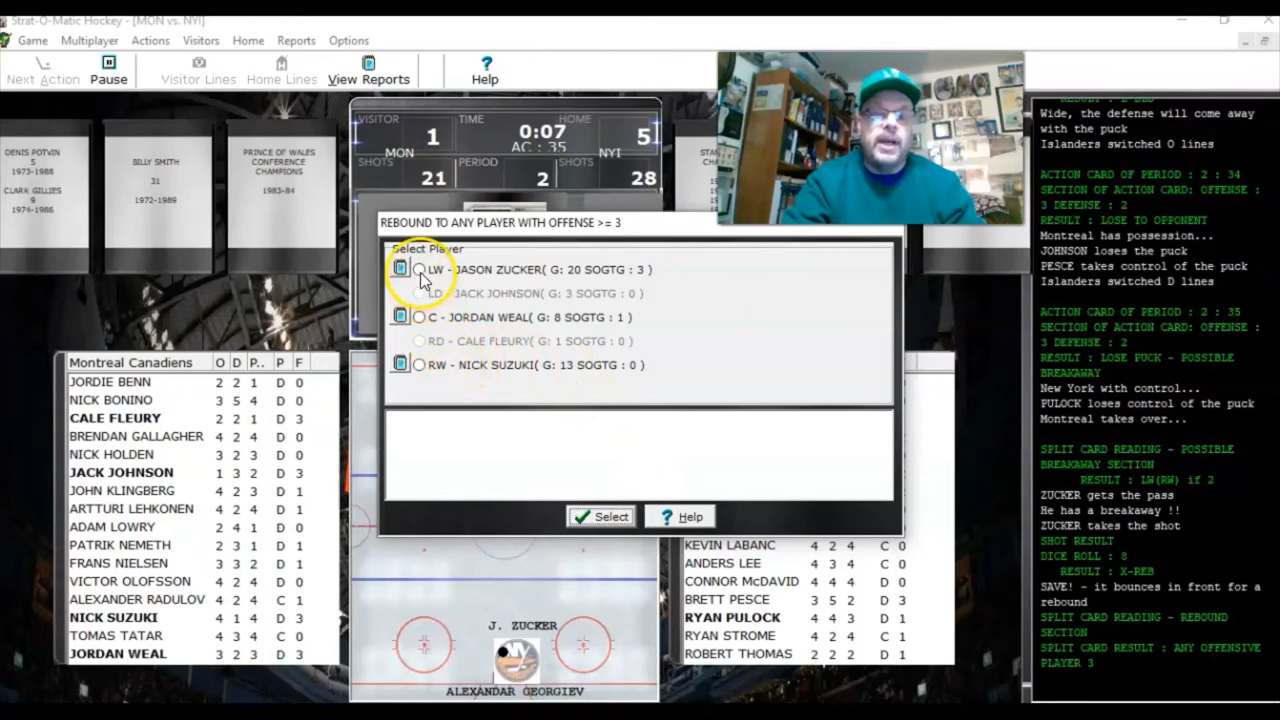 Strat-O-Matic Hockey - [MON vs. NYI]
Game Multiplayer Actions Visitors Home Reports Options
Next Action Pause Visitor Lines Home Lines View Reports Help
DENIS POTVIN
5
1973-1988
CLARK GILLIES
9
1974-1986
BILLY SMITH
31
1972-1989
PRINCE OF WALES
CONFERENCE
CHAMPIONS
1983-84
VISITOR 1 TIME 0:07 HOME 5
MON AC : 35 NYI
SHOTS 21 PERIOD 2 SHOTS 28
REBOUND TO ANY PLAYER WITH OFFENSE >= 3
Select Player
LW - JASON ZUCKER( G: 20 SOGTG : 3 )
LD - JACK JOHNSON( G: 3 SOGTG : 0 )
C - JORDAN WEAL( G: 8 SOGTG : 1 )
RD - CALE FLEURY( G: 1 SOGTG : 0 )
RW - NICK SUZUKI( G: 13 SOGTG : 0 )
Select Help
Montreal Canadiens O D P.. P F
JORDIE BENN 2 2 1 D 0
NICK BONINO 3 5 4 D 0
CALE FLEURY 2 2 1 D 3
BRENDAN GALLAGHER 4 2 4 D 0
NICK HOLDEN 3 2 3 D 0
JACK JOHNSON 1 3 2 D 3
JOHN KLINGBERG 4 2 3 D 1
ARTTURI LEHKONEN 4 2 4 D 1
ADAM LOWRY 2 4 1 D 0
PATRIK NEMETH 2 3 1 D 1
FRANS NIELSEN 3 3 2 D 1
VICTOR OLOFSSON 4 2 4 D 0
ALEXANDER RADULOV 4 2 4 C 1
NICK SUZUKI 4 1 4 D 3
TOMAS TATAR 4 3 4 C 0
JORDAN WEAL 3 2 3 D 3
J. ZUCKER
NY
ALEXANDAR GEORGIEV
KEVIN LABANC 4 2 4 C 0
ANDERS LEE 4 3 4 C 0
CONNOR McDAVID 4 4 4 D 0
BRETT PESCE 3 5 2 D 3
RYAN PULOCK 4 4 3 D 1
RYAN STROME 4 2 4 C 1
ROBERT THOMAS 2 2 2 D 1
Wide, the defense will come away
with the puck
Islanders switched O lines
ACTION CARD OF PERIOD : 2 : 34
SECTION OF ACTION CARD: OFFENSE :
3 DEFENSE : 2
RESULT : LOSE TO OPPONENT
Montreal has possession...
JOHNSON loses the puck
PESCE takes control of the puck
Islanders switched D lines
ACTION CARD OF PERIOD : 2 : 35
SECTION OF ACTION CARD: OFFENSE :
3 DEFENSE : 2
RESULT : LOSE PUCK - POSSIBLE
BREAKAWAY
New York with control...
PULOCK loses control of the puck
Montreal takes over...
SPLIT CARD READING - POSSIBLE
BREAKAWAY SECTION
RESULT : LW(RW) if 2
ZUCKER gets the pass
He has a breakaway !!
ZUCKER takes the shot
SHOT RESULT
DICE ROLL : 8
RESULT : X-REB
SAVE! - it bounces in front for a
rebound
SPLIT CARD READING - REBOUND
SECTION
SPLIT CARD RESULT : ANY OFFENSIVE
PLAYER 3